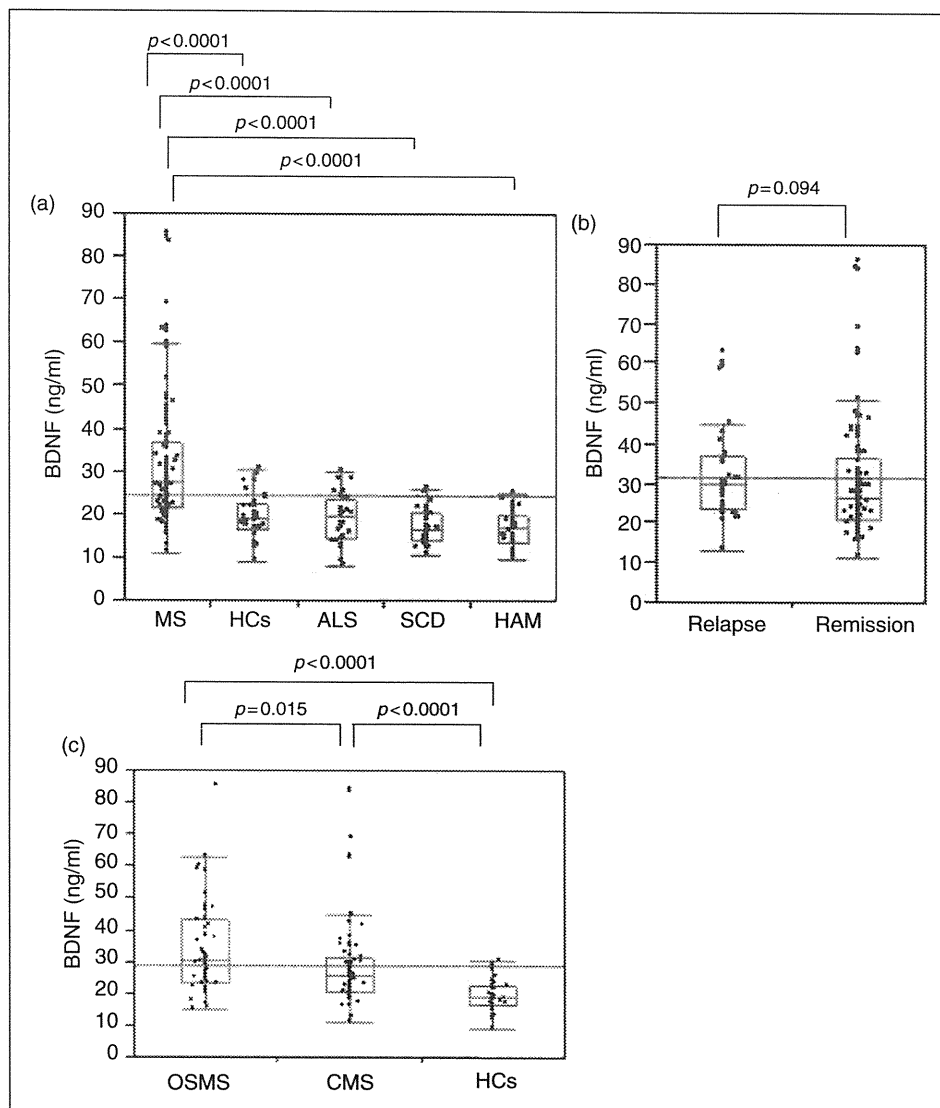 p<0.0001
p<0.0001
p<0.0001
p<0.0001
(a)
BDNF (ng/ml)
90
80
70
60
50
40
30
20
10
0
MS HCs ALS SCD HAM
p=0.094
(b)
BDNF (ng/ml)
90
80
70
60
50
40
30
20
10
0
Relapse Remission
p<0.0001
p=0.015 p<0.0001
(c)
BDNF (ng/ml)
90
80
70
60
50
40
30
20
10
0
OSMS CMS HCs